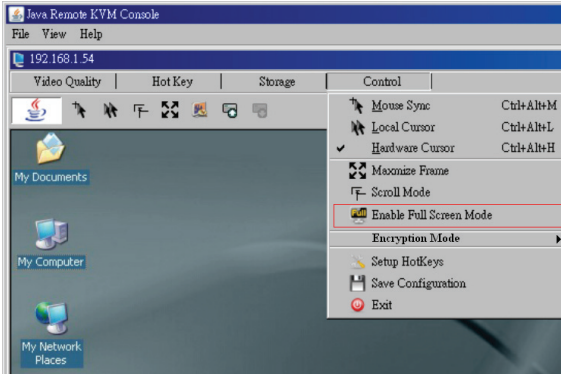 Java Remote KVM Console
File View Help
192.168.1.54
Video Quality Hot Key Storage Control
Mouse Sync Ctrl+Alt+M
Local Cursor Ctrl+Alt+L
Hardware Cursor Ctrl+Alt+H
Maxmize Frame
Scroll Mode
Full Enable Full Screen Mode
Encryption Mode
Setup HotKeys
Save Configuration
Exit
My Documents
My Computer
My Network
Places